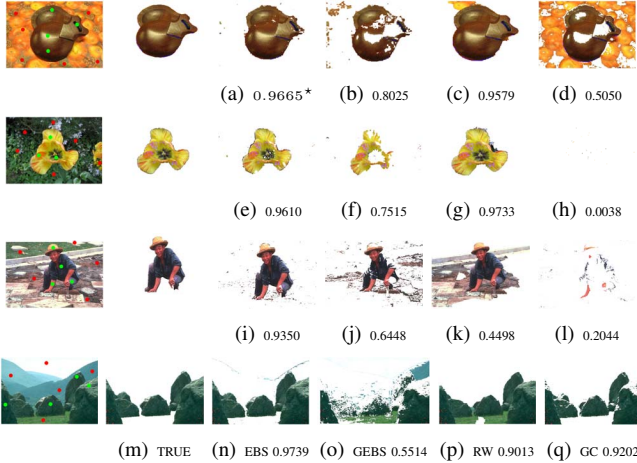 (a) 0.9665* (b) 0.8025 (c) 0.9579 (d) 0.5050
(e) 0.9610 (f) 0.7515 (g) 0.9733 (h) 0.0038
(i) 0.9350 (j) 0.6448 (k) 0.4498 (l) 0.2044
(m) TRUE (n) EBS 0.9739 (o) GEBS 0.5514 (p) RW 0.9013 (q) GC 0.9202